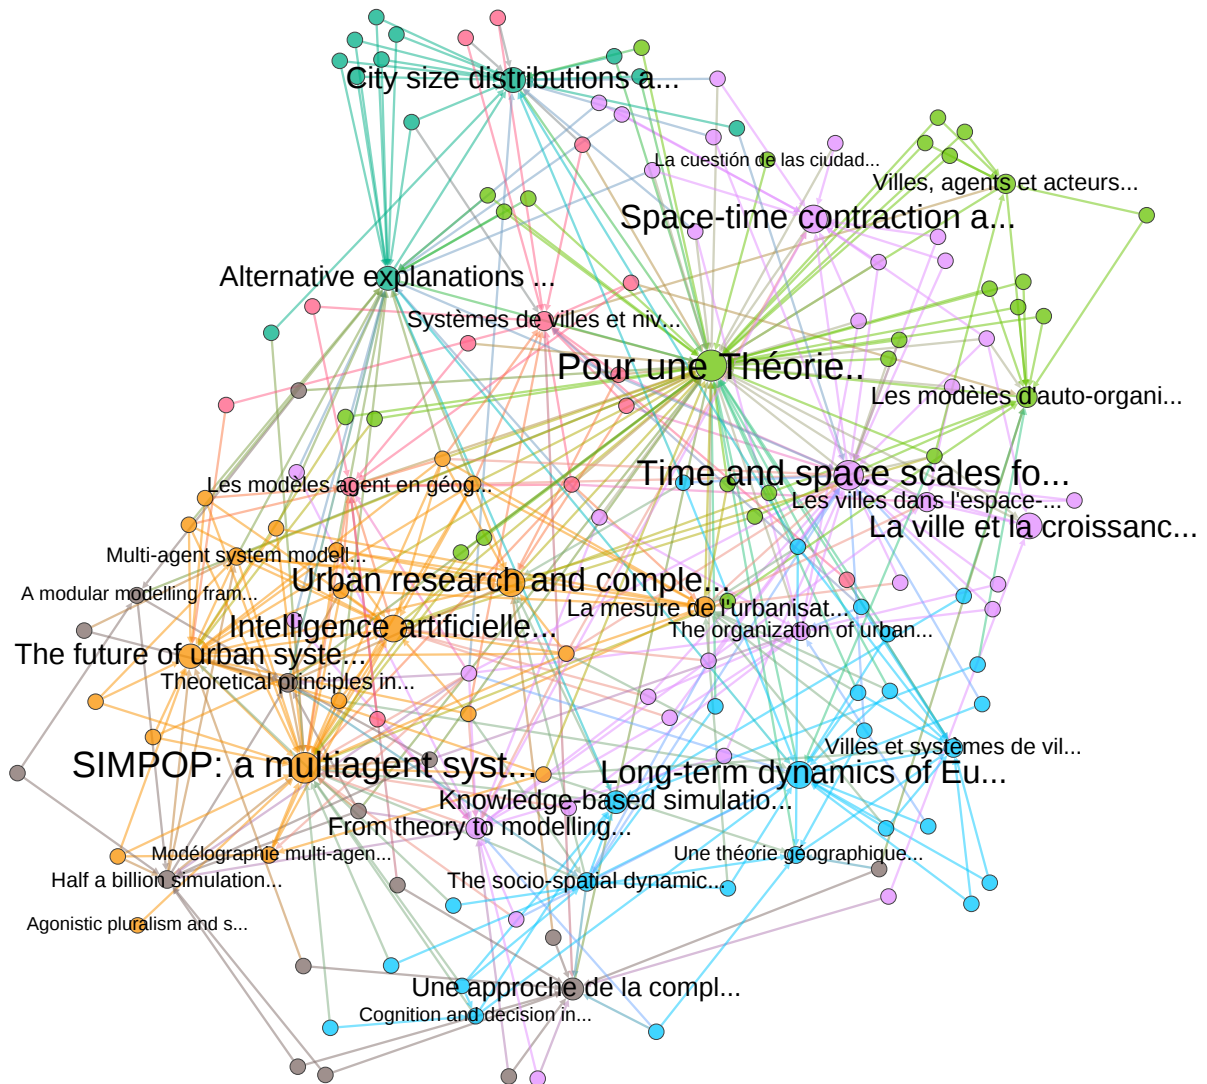 City size distributions a...
La cuestión de las ciudad...
Villes, agents et acteurs...
Space-time contraction a...
Alternative explanations ...
Systèmes de villes et niv...
Pour une Théorie..
Les modèles d'auto-organi...
Time and space scales fo...
Les modèles agent en géog...
Les villes dans l'espace-...
La ville et la croissanc...
Multi-agent system modell...
Urban research and comple...
A modular modelling fram...
La mesure de l'urbanisat...
Intelligence artificielle...
The organization of urban...
The future of urban syste...
Theoretical principles in...
Villes et systèmes de vil...
SIMPOP: a multiagent syst...
Long-term dynamics of Eu...
Knowledge-based simulatio...
From theory to modelling...
Modélographie multi-agen...
Une théorie géographique...
Half a billion simulation...
The socio-spatial dynamic...
Agonistic pluralism and s...
Une approche de la compl...
Cognition and decision in...